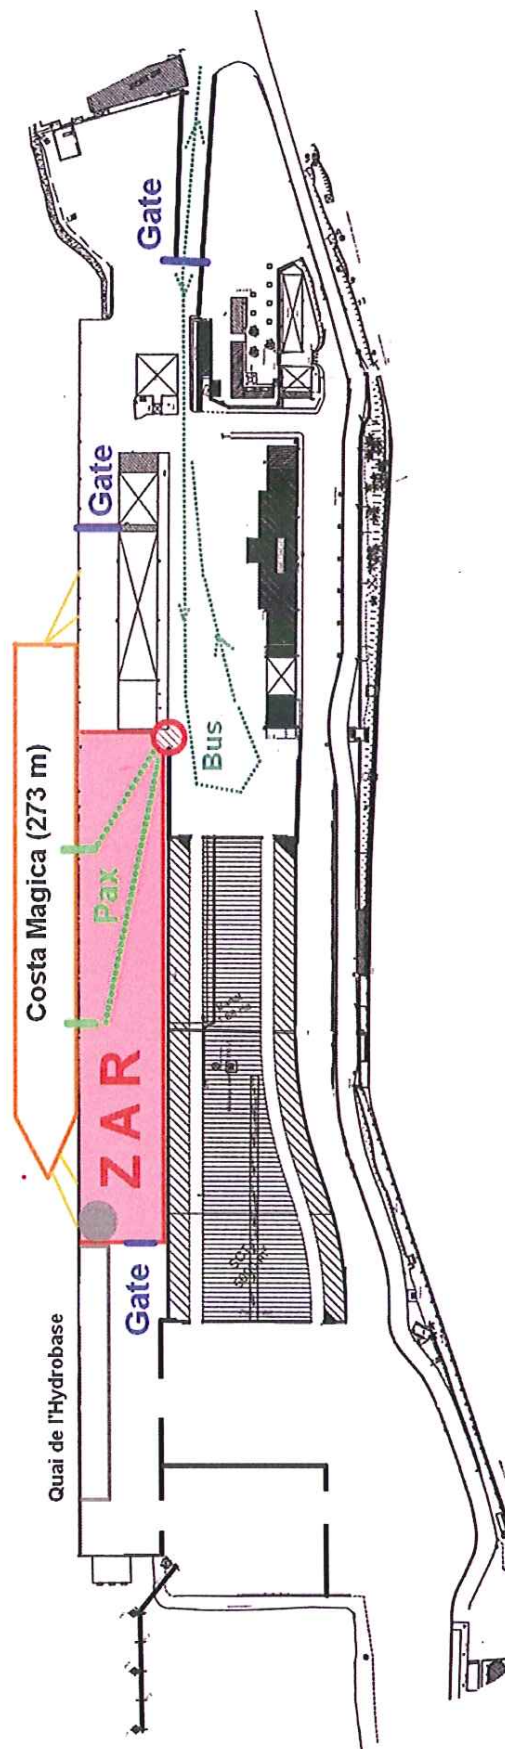 Costa Magica (273 m)
Gate
Gate
Pax
Bus
ZAR
Gate
Quai de l'Hydrobase